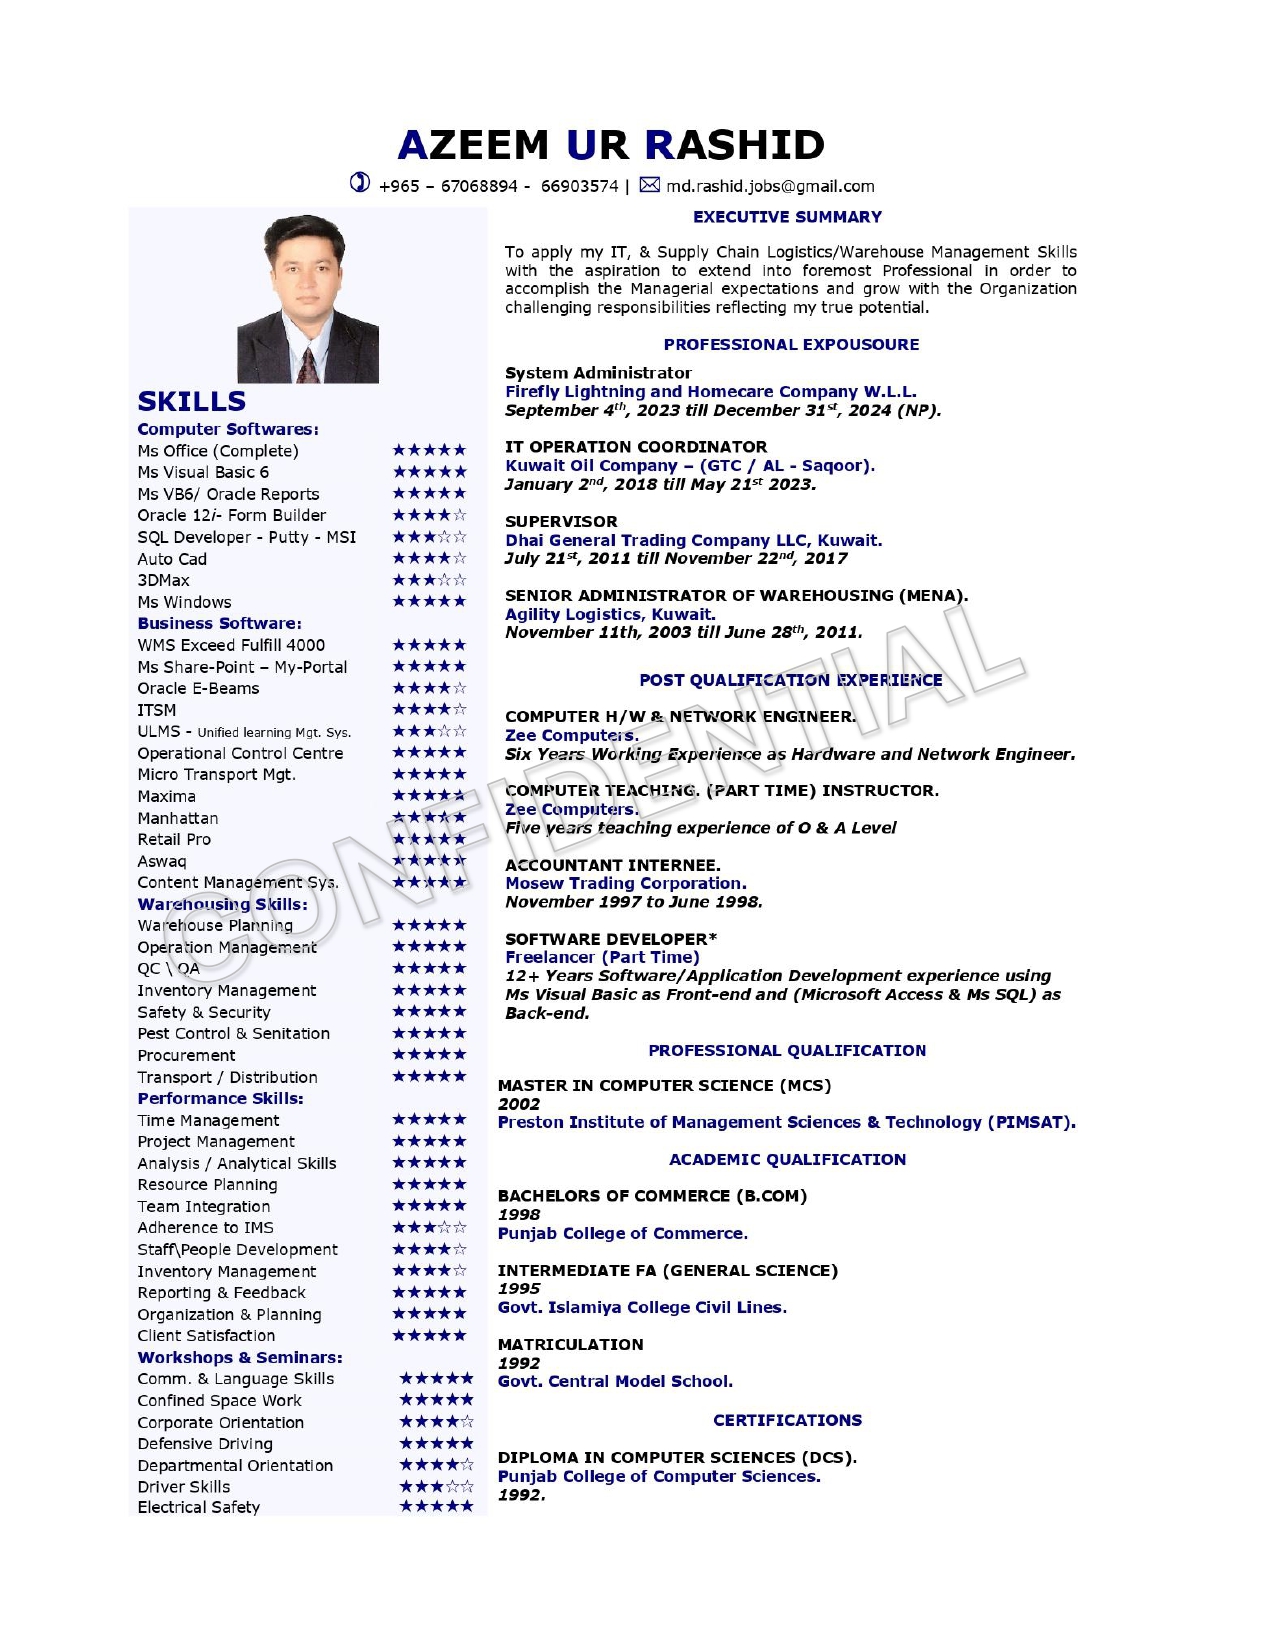 AZEEM UR RASHID
+965 – 67068894 - 66903574 | md.rashid.jobs@gmail.com
SKILLS
Computer Softwares:
Ms Office (Complete) ★★★★★
Ms Visual Basic 6 ★★★★★
Ms VB6/ Oracle Reports ★★★★★
Oracle 12i- Form Builder ★★★★☆
SQL Developer - Putty - MSI ★★★☆☆
Auto Cad ★★★★☆
3DMax ★★★☆☆
Ms Windows ★★★★★
Business Software:
WMS Exceed Fulfill 4000 ★★★★★
Ms Share-Point – My-Portal ★★★★★
Oracle E-Beams ★★★★☆
ITSM ★★★★☆
ULMS - Unified learning Mgt. Sys. ★★★☆☆
Operational Control Centre ★★★★★
Micro Transport Mgt. ★★★★★
Maxima ★★★★★
Manhattan ★★★★★
Retail Pro ★★★★★
Aswaq ★★★★★
Content Management Sys. ★★★★★
Warehousing Skills:
Warehouse Planning ★★★★★
Operation Management ★★★★★
QC \ QA ★★★★★
Inventory Management ★★★★★
Safety & Security ★★★★★
Pest Control & Senitation ★★★★★
Procurement ★★★★★
Transport / Distribution ★★★★★
Performance Skills:
Time Management ★★★★★
Project Management ★★★★★
Analysis / Analytical Skills ★★★★★
Resource Planning ★★★★★
Team Integration ★★★★★
Adherence to IMS ★★★☆☆
Staff\People Development ★★★★☆
Inventory Management ★★★★☆
Reporting & Feedback ★★★★★
Organization & Planning ★★★★★
Client Satisfaction ★★★★★
Workshops & Seminars:
Comm. & Language Skills ★★★★★
Confined Space Work ★★★★★
Corporate Orientation ★★★★☆
Defensive Driving ★★★★★
Departmental Orientation ★★★★☆
Driver Skills ★★★☆☆
Electrical Safety ★★★★★
EXECUTIVE SUMMARY
To apply my IT, & Supply Chain Logistics/Warehouse Management Skills
with the aspiration to extend into foremost Professional in order to
accomplish the Managerial expectations and grow with the Organization
challenging responsibilities reflecting my true potential.
PROFESSIONAL EXPOUSOURE
System Administrator
Firefly Lightning and Homecare Company W.L.L.
September 4th, 2023 till December 31st, 2024 (NP).
IT OPERATION COORDINATOR
Kuwait Oil Company – (GTC / AL - Saqoor).
January 2nd, 2018 till May 21st 2023.
SUPERVISOR
Dhai General Trading Company LLC, Kuwait.
July 21st, 2011 till November 22nd, 2017
SENIOR ADMINISTRATOR OF WAREHOUSING (MENA).
Agility Logistics, Kuwait.
November 11th, 2003 till June 28th, 2011.
POST QUALIFICATION EXPERIENCE
COMPUTER H/W & NETWORK ENGINEER.
Zee Computers.
Six Years Working Experience as Hardware and Network Engineer.
COMPUTER TEACHING. (PART TIME) INSTRUCTOR.
Zee Computers.
Five years teaching experience of O & A Level
ACCOUNTANT INTERNEE.
Mosew Trading Corporation.
November 1997 to June 1998.
SOFTWARE DEVELOPER*
Freelancer (Part Time)
12+ Years Software/Application Development experience using
Ms Visual Basic as Front-end and (Microsoft Access & Ms SQL) as
Back-end.
PROFESSIONAL QUALIFICATION
MASTER IN COMPUTER SCIENCE (MCS)
2002
Preston Institute of Management Sciences & Technology (PIMSAT).
ACADEMIC QUALIFICATION
BACHELORS OF COMMERCE (B.COM)
1998
Punjab College of Commerce.
INTERMEDIATE FA (GENERAL SCIENCE)
1995
Govt. Islamiya College Civil Lines.
MATRICULATION
1992
Govt. Central Model School.
CERTIFICATIONS
DIPLOMA IN COMPUTER SCIENCES (DCS).
Punjab College of Computer Sciences.
1992.
CONFIDENTIAL